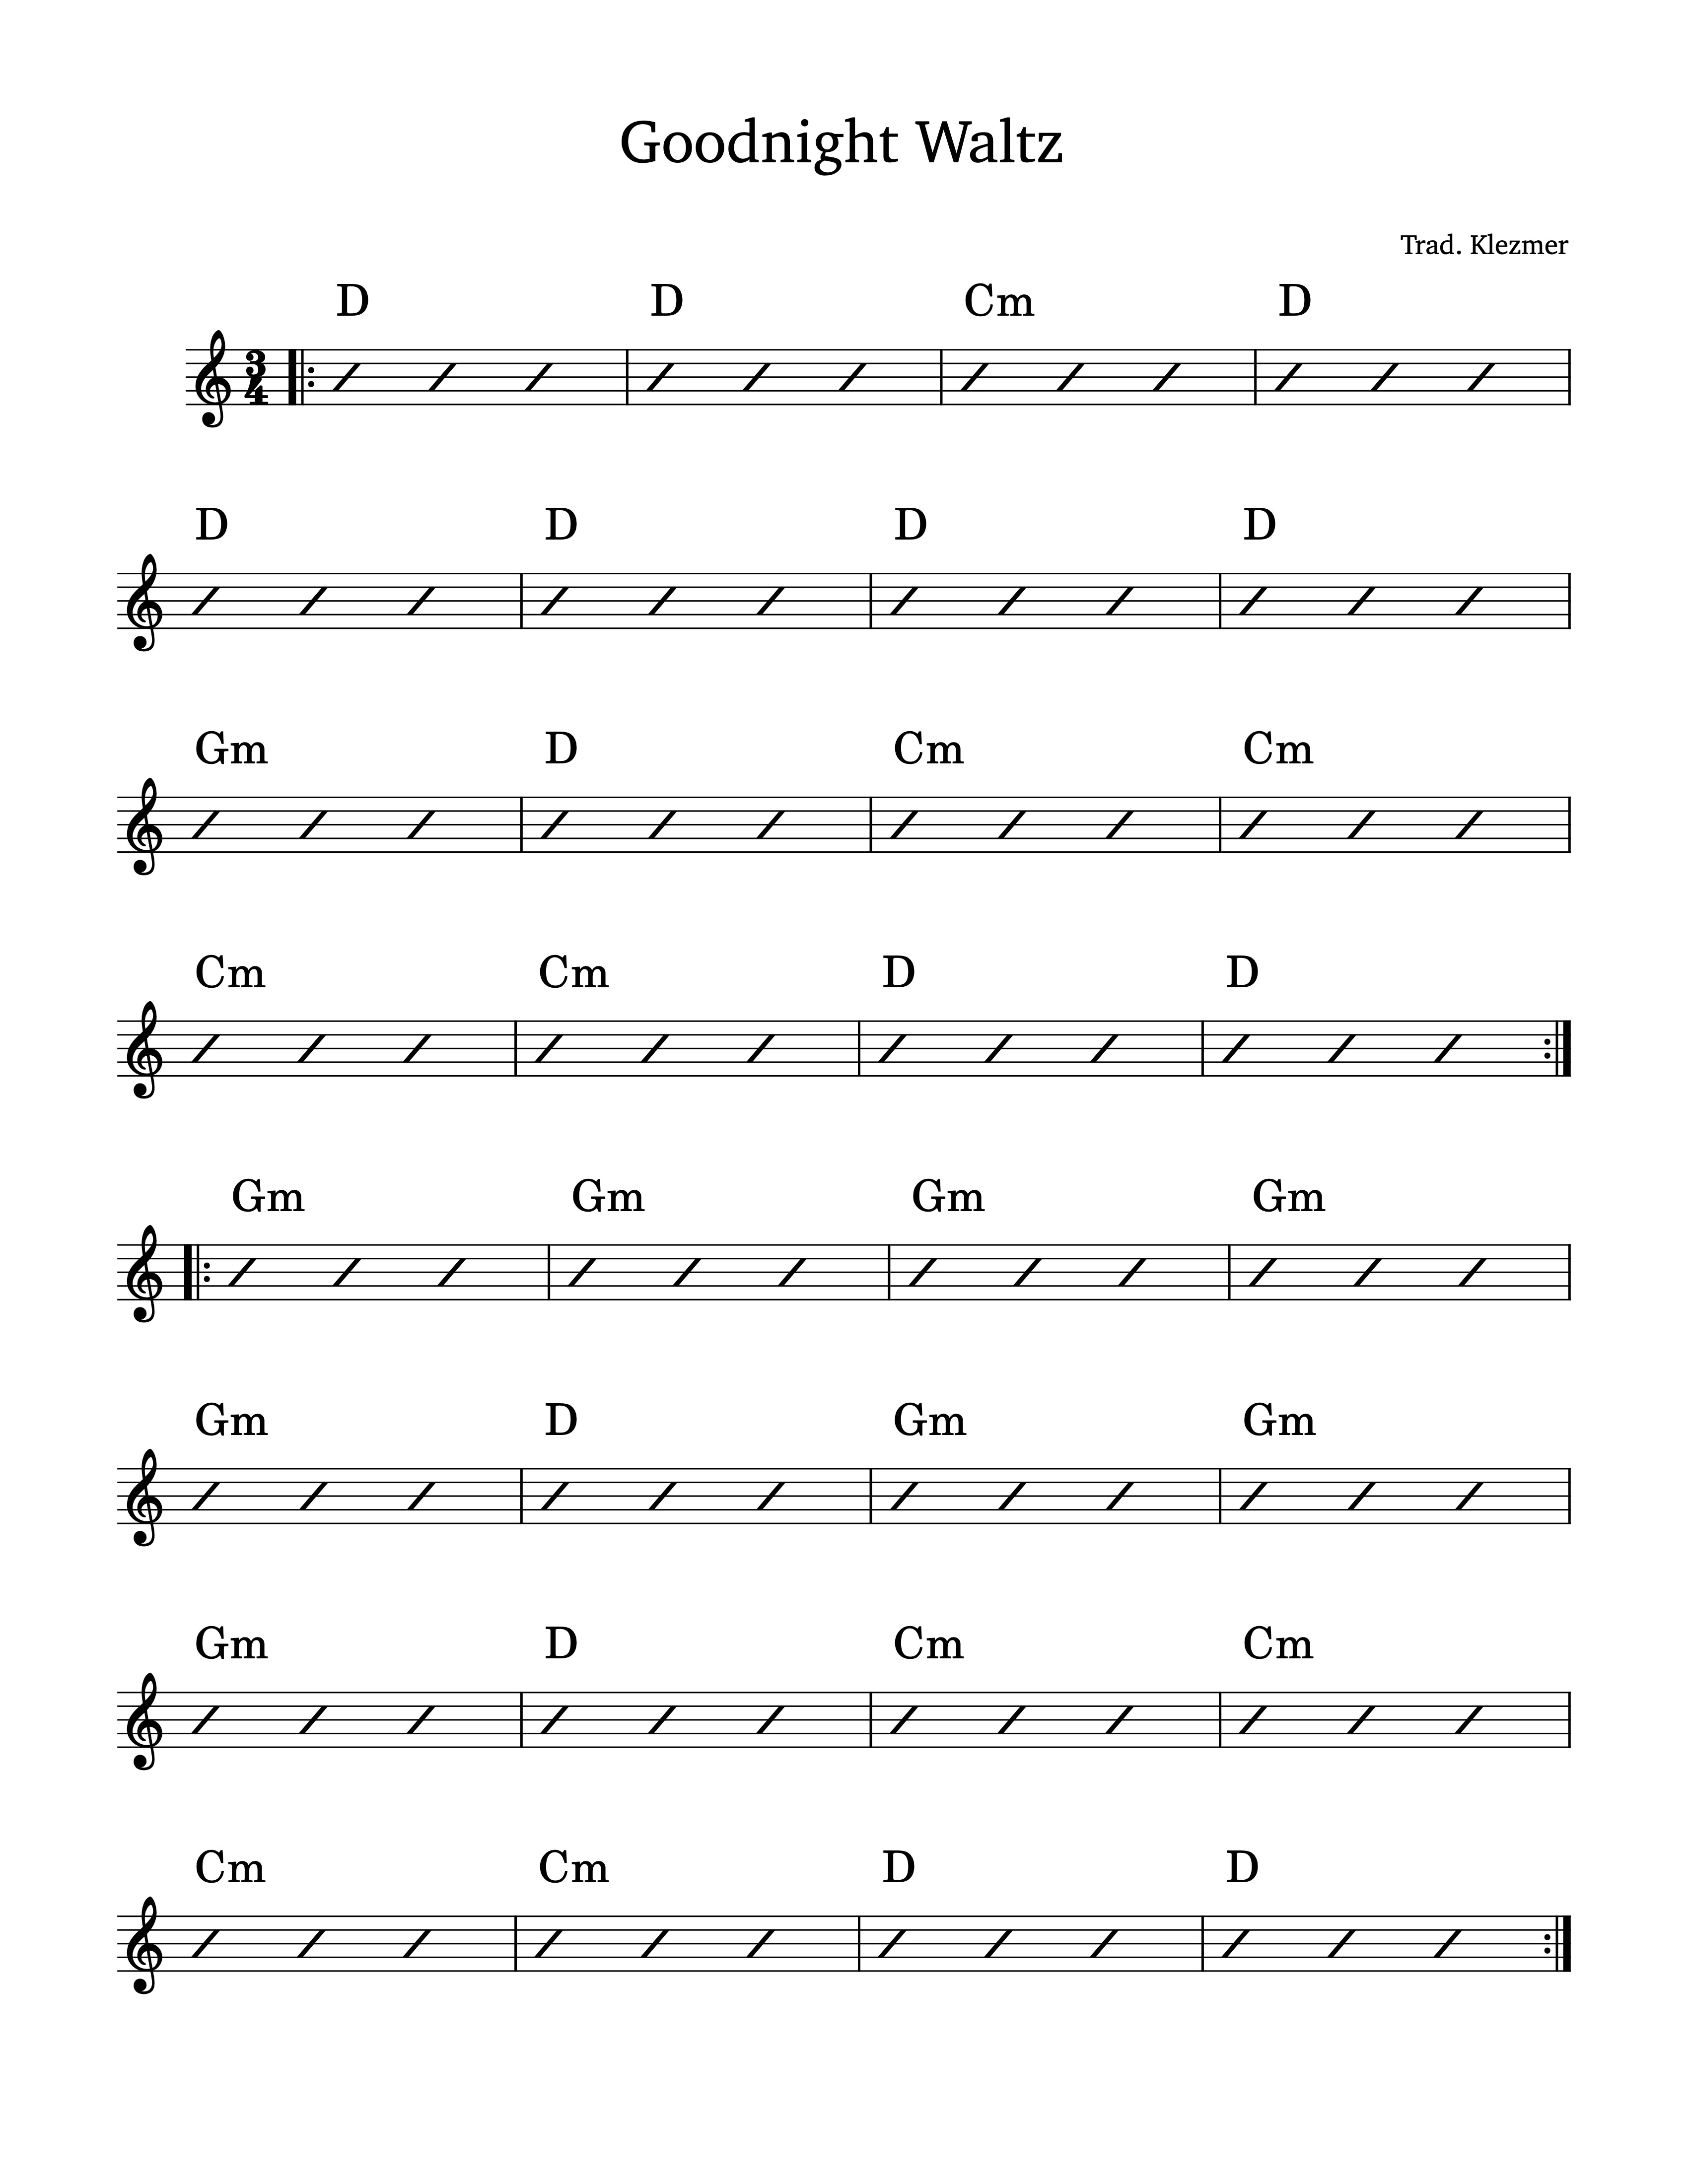 Goodnight Waltz
Trad. Klezmer
D D Cm D
3
4
D D D D
Gm D Cm Cm
Cm Cm D D
Gm Gm Gm Gm
Gm D Gm Gm
Gm D Cm Cm
Cm Cm D D